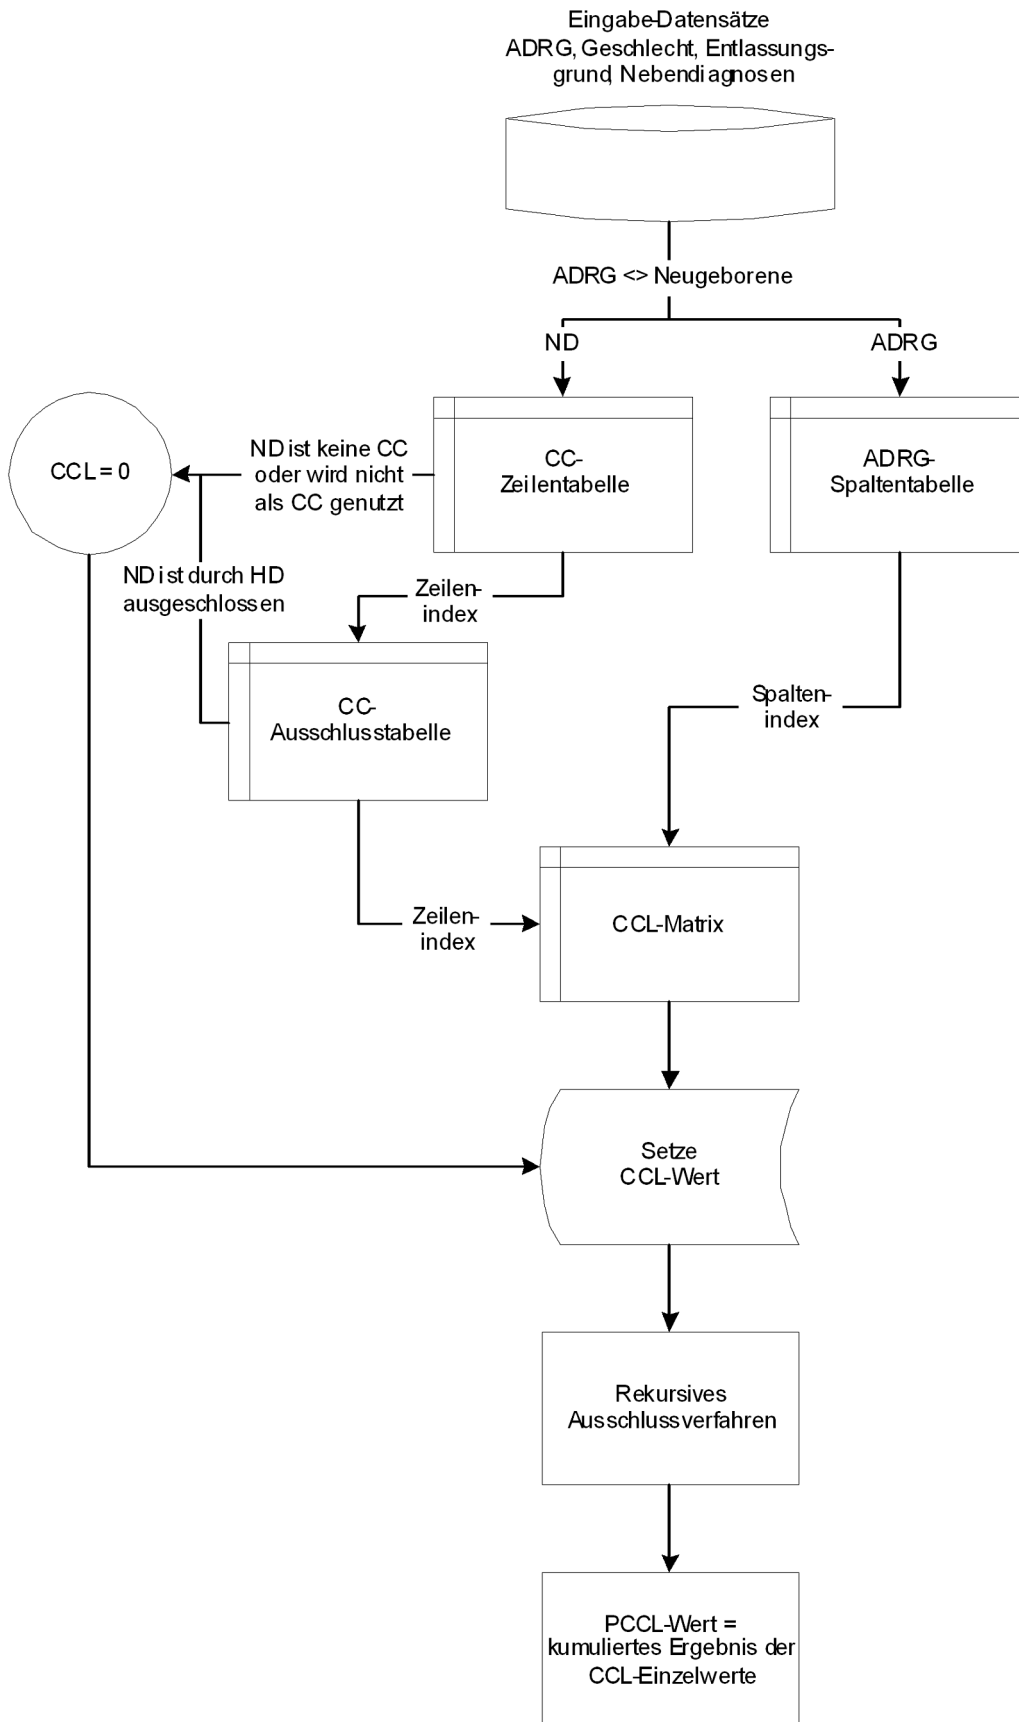 Eingabe-Datensätze
ADRG, Geschlecht, Entlassungs-
grund, Nebendiagnosen
ADRG <> Neugeborene
ND
ADRG
CCL = 0
ND ist keine CC
oder wird nicht
als CC genutzt
CC-
Zeilentabelle
ADRG-
Spaltentabelle
ND ist durch HD
ausgeschlossen
Zeilen-
index
CC-
Ausschlusstabelle
Spalten-
index
Zeilen-
index
CCL-Matrix
Setze
CCL-Wert
Rekursives
Ausschlussverfahren
PCCL-Wert =
kumuliertes Ergebnis der
CCL-Einzelwerte